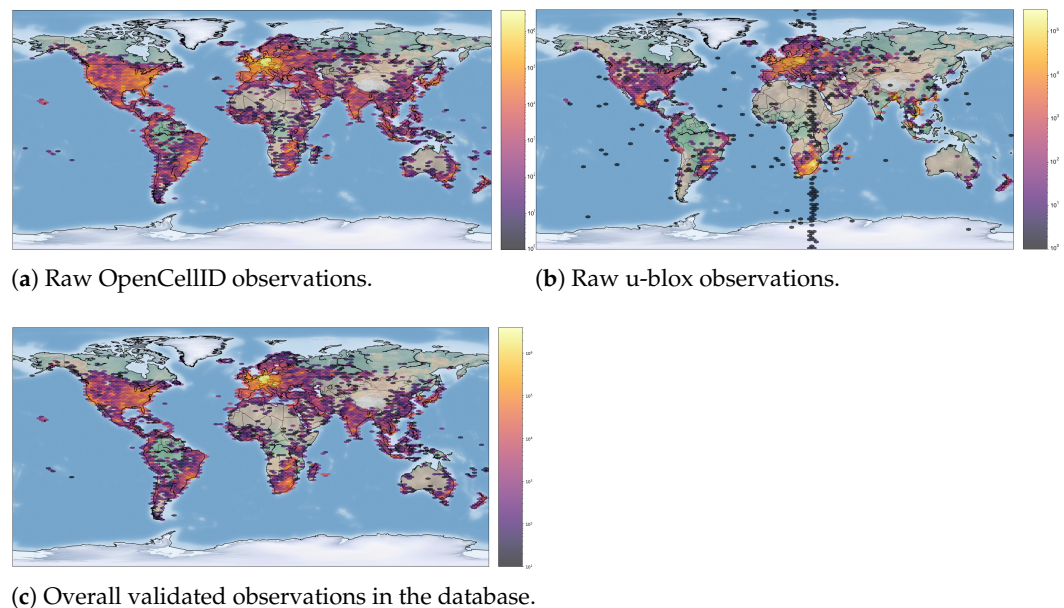 (a) Raw OpenCellID observations.
(b) Raw u-blox observations.
(c) Overall validated observations in the database.